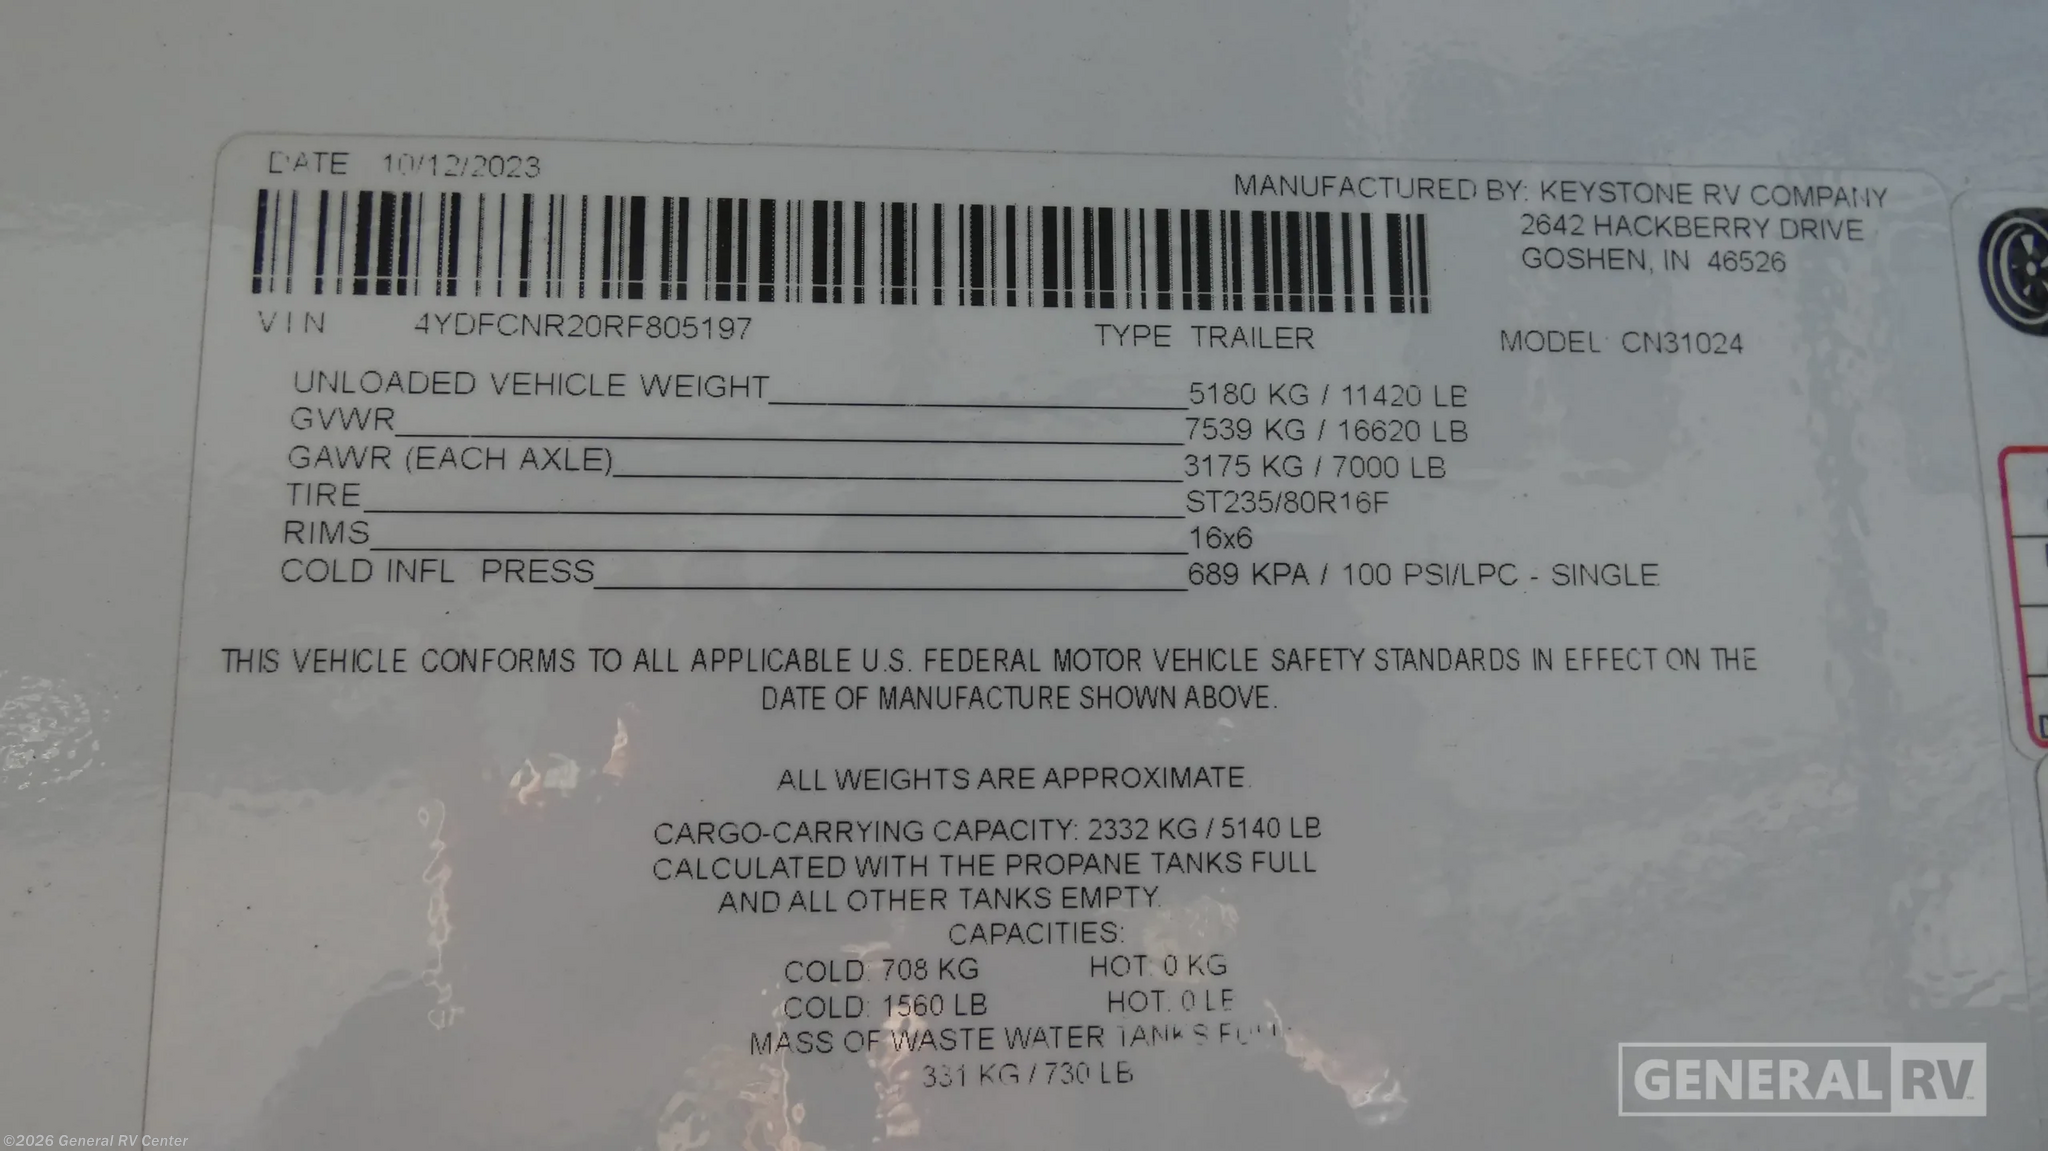 DATE 10/12/2023
MANUFACTURED BY: KEYSTONE RV COMPANY
2642 HACKBERRY DRIVE
GOSHEN, IN 46526
VIN 4YDFCNR20RF805197 TYPE TRAILER MODEL: CN31024
UNLOADED VEHICLE WEIGHT 5180 KG / 11420 LB
GVWR 7539 KG / 16620 LB
GAWR (EACH AXLE) 3175 KG / 7000 LB
TIRE ST235/80R16F
RIMS 16x6
COLD INFL PRESS 689 KPA / 100 PSI/LPC - SINGLE
THIS VEHICLE CONFORMS TO ALL APPLICABLE U.S. FEDERAL MOTOR VEHICLE SAFETY STANDARDS IN EFFECT ON THE
DATE OF MANUFACTURE SHOWN ABOVE.
ALL WEIGHTS ARE APPROXIMATE.
CARGO-CARRYING CAPACITY: 2332 KG / 5140 LB
CALCULATED WITH THE PROPANE TANKS FULL
AND ALL OTHER TANKS EMPTY.
CAPACITIES:
COLD: 708 KG HOT: 0 KG
COLD: 1560 LB HOT: 0 LB
MASS OF WASTE WATER TANKS FULL:
331 KG / 730 LB
GENERAL RV
©2026 General RV Center